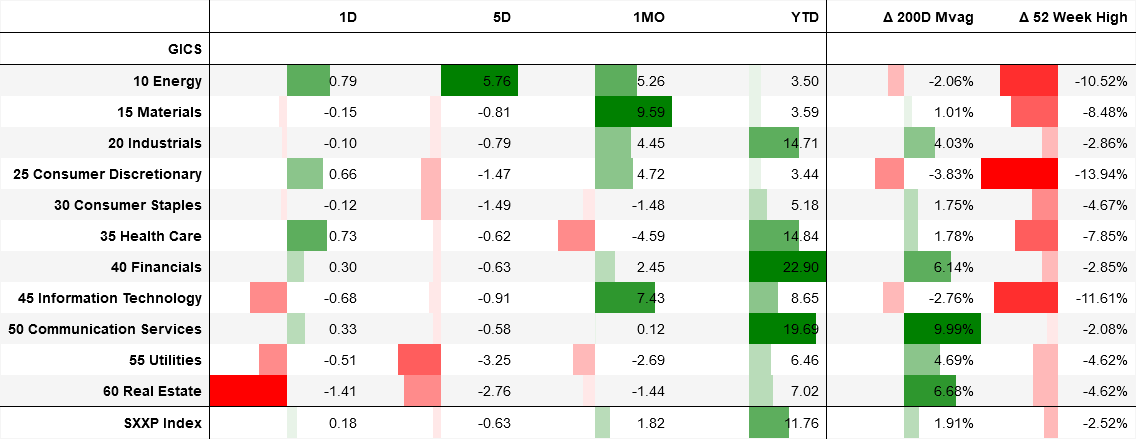 1D 5D 1MO YTD Δ 200D Mvag Δ 52 Week High
GICS
10 Energy 0.79 5.76 5.26 3.50 -2.06% -10.52%
15 Materials -0.15 -0.81 9.59 3.59 1.01% -8.48%
20 Industrials -0.10 -0.79 4.45 14.71 4.03% -2.86%
25 Consumer Discretionary 0.66 -1.47 4.72 3.44 -3.83% -13.94%
30 Consumer Staples -0.12 -1.49 -1.48 5.18 1.75% -4.67%
35 Health Care 0.73 -0.62 -4.59 14.84 1.78% -7.85%
40 Financials 0.30 -0.63 2.45 22.90 6.14% -2.85%
45 Information Technology -0.68 -0.91 7.43 8.65 -2.76% -11.61%
50 Communication Services 0.33 -0.58 0.12 19.69 9.99% -2.08%
55 Utilities -0.51 -3.25 -2.69 6.46 4.69% -4.62%
60 Real Estate -1.41 -2.76 -1.44 7.02 6.68% -4.62%
SXXP Index 0.18 -0.63 1.82 11.76 1.91% -2.52%